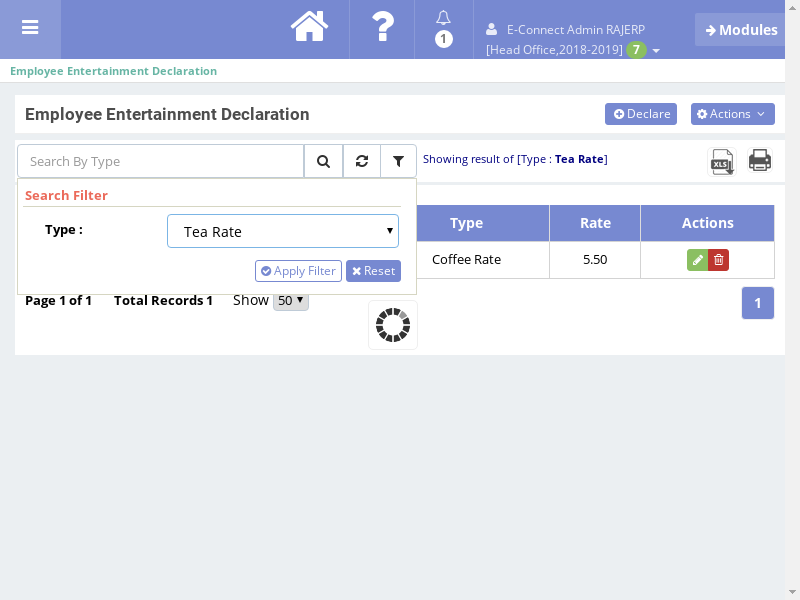 1
E-Connect Admin RAJERP
[Head Office,2018-2019] 7
Modules
Employee Entertainment Declaration
Employee Entertainment Declaration
Declare
Actions
Search By Type
Showing result of [Type : Tea Rate]
XLS
Search Filter
Type :
Tea Rate
Apply Filter
Reset
Type Rate Actions
Coffee Rate 5.50
Page 1 of 1 Total Records 1 Show 50
1